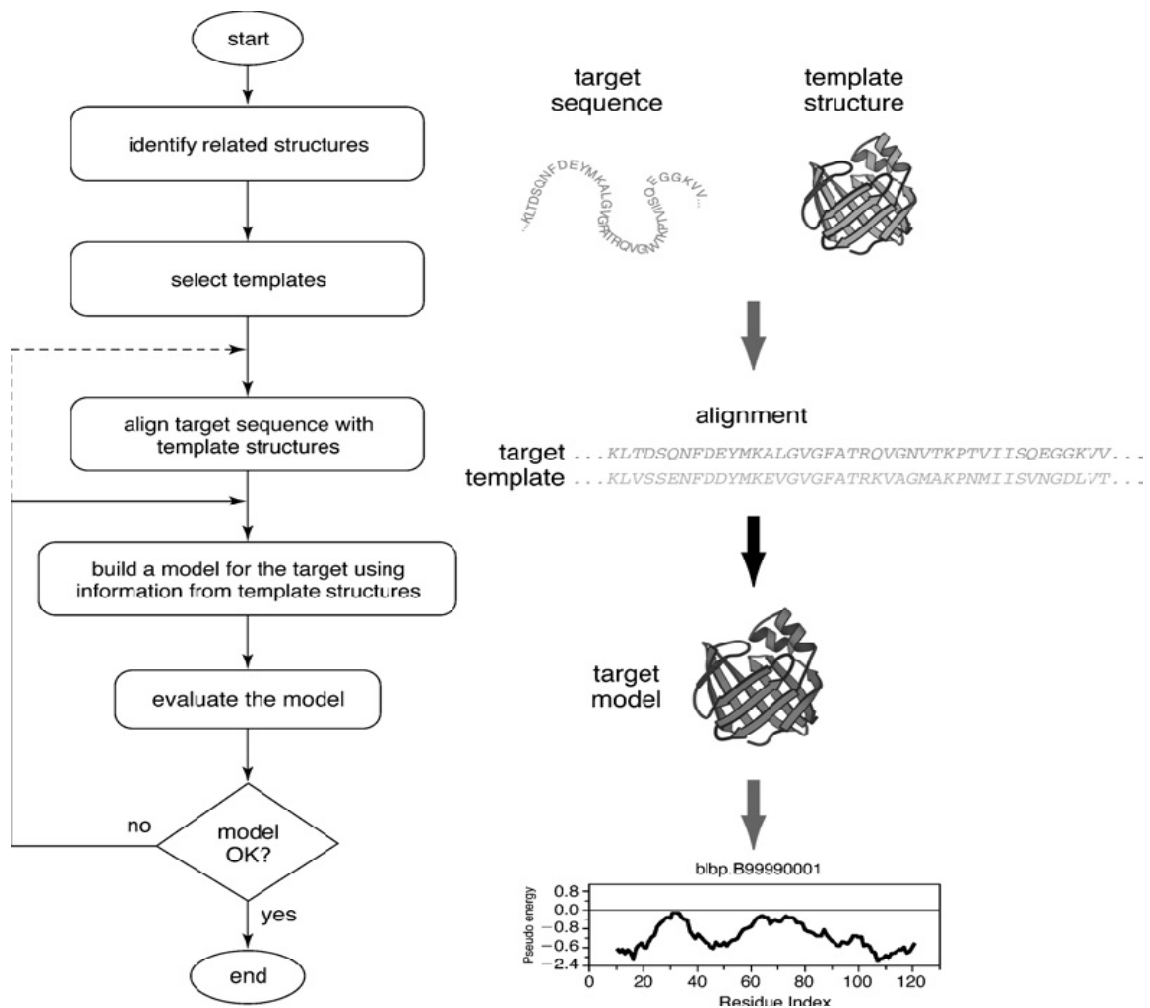 start
identify related structures
select templates
align target sequence with
template structures
build a model for the target using
information from template structures
evaluate the model
no
model
OK?
yes
end
target
sequence
template
structure
...KLTDSQNFDEYMKALGVGFATRQVGNVTKPTVIISQ
GGKVV...
alignment
target ...KLTDSQNFDEYMKALGVGFATRQVGNVTKPTVIISQEGGKVV...
template ...KLVSSENFDDYMKEVGVGFATRKVAGMAKPNMIISVNGDLVT...
target
model
blbp.B99990001
Pseudo energy
0.8
0.0
−0.8
−0.6
−2.4
0 20 40 60 80 100 120
Residue Index